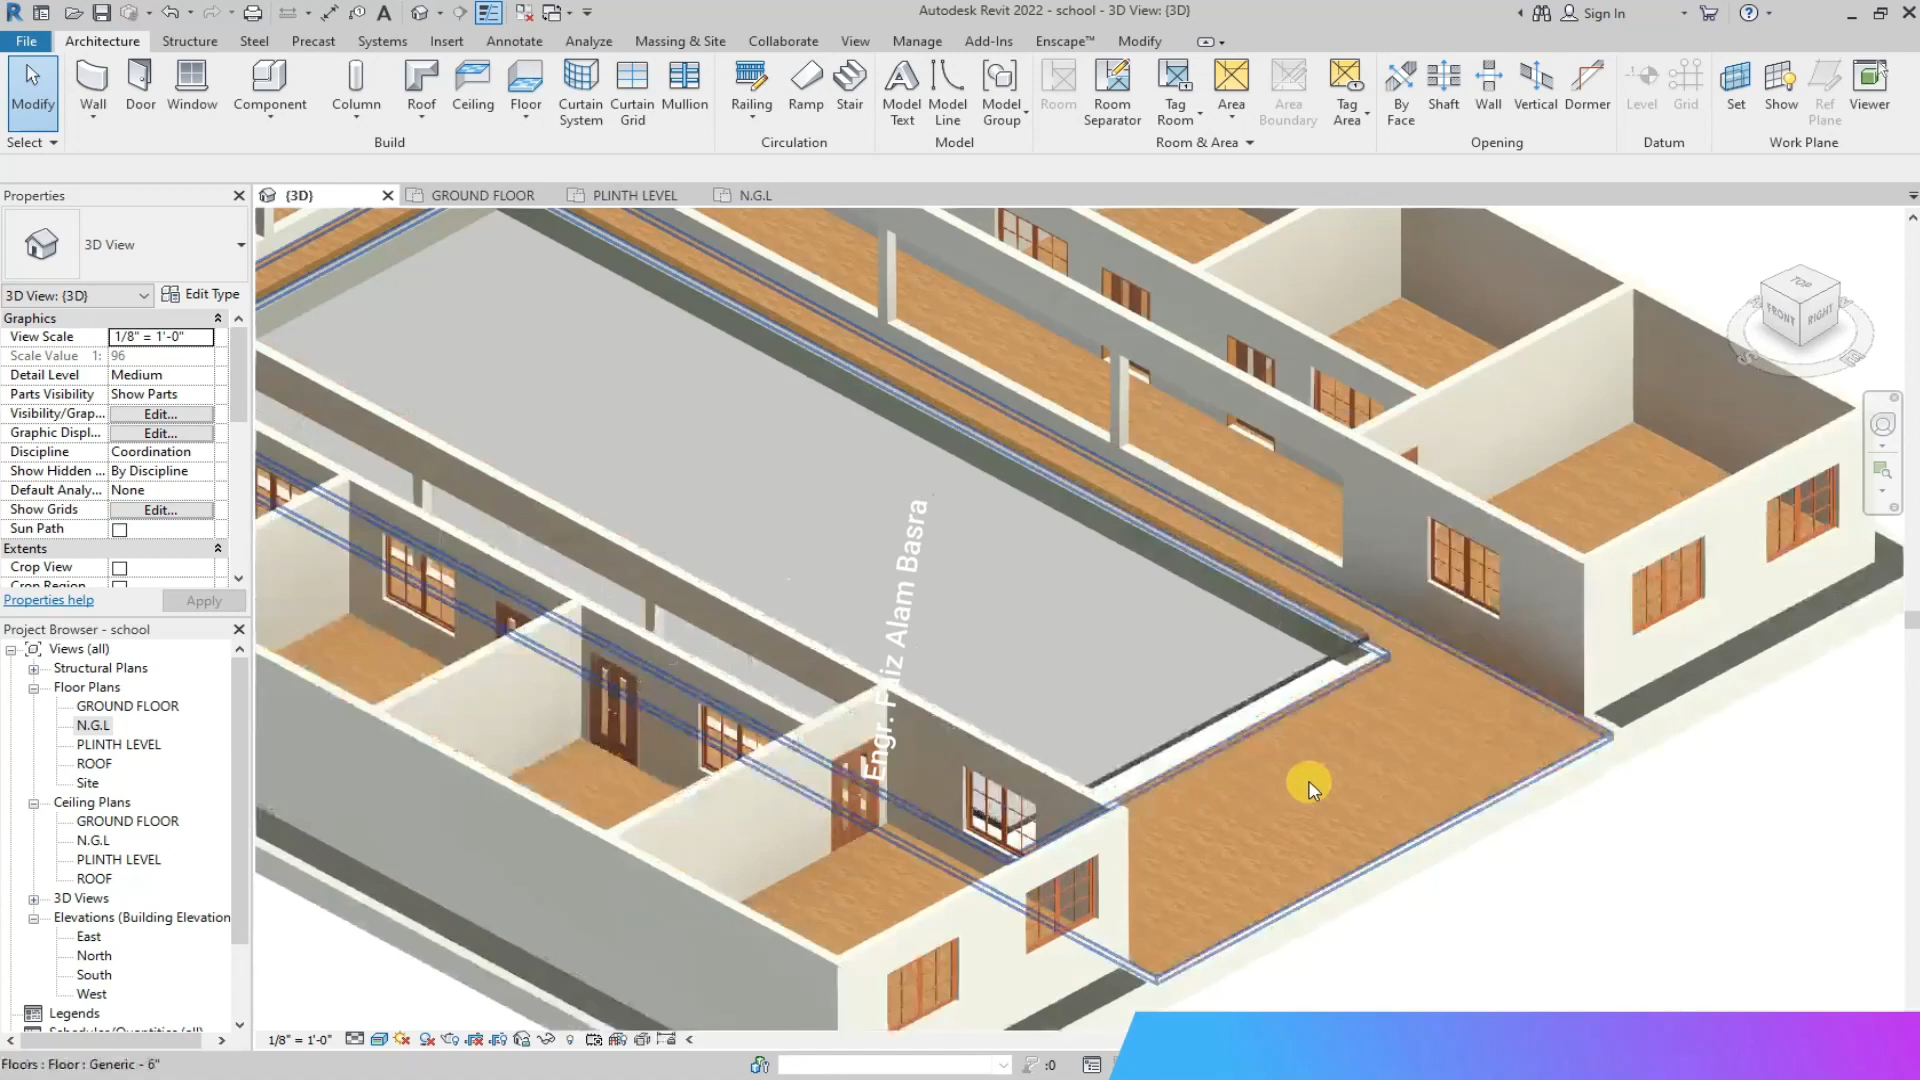 Autodesk Revit 2022 - school - 3D View: {3D}
Sign In
File Architecture Structure Steel Precast Systems Insert Annotate Analyze Massing & Site Collaborate View Manage Add-Ins Enscape™ Modify
Modify Wall Door Window Component Column Roof Ceiling Floor Curtain System Curtain Grid Mullion Railing Ramp Stair Model Text Model Line Model Group Room Room Separator Tag Room Area Area Boundary Tag Area By Face Shaft Wall Vertical Dormer Level Grid Set Show Ref Plane Viewer
Select Build Circulation Model Room & Area Opening Datum Work Plane
Properties
{3D} GROUND FLOOR PLINTH LEVEL N.G.L
3D View
3D View: {3D} Edit Type
Graphics
View Scale 1/8" = 1'-0"
Scale Value 1: 96
Detail Level Medium
Parts Visibility Show Parts
Visibility/Grap... Edit...
Graphic Displ... Edit...
Discipline Coordination
Show Hidden ... By Discipline
Default Analy... None
Show Grids Edit...
Sun Path
Extents
Crop View
Crop Region
Properties help Apply
Project Browser - school
Views (all)
Structural Plans
Floor Plans
GROUND FLOOR
N.G.L
PLINTH LEVEL
ROOF
Site
Ceiling Plans
GROUND FLOOR
N.G.L
PLINTH LEVEL
ROOF
3D Views
Elevations (Building Elevation
East
North
South
West
Legends
Schedules/Quantities (all)
TOP
FRONT
RIGHT
S
E
Engr. Faiz Alam Basra
1/8" = 1'-0"
Floors : Floor : Generic - 6"
:0